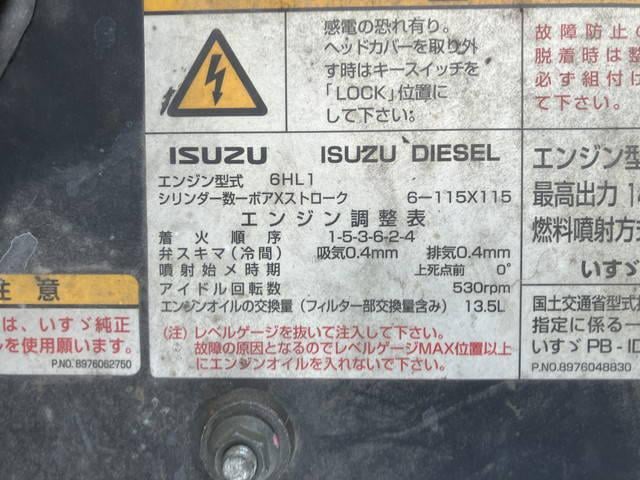 感電の恐れ有り。
ヘッドカバーを取り外
す時はキースイッチを
「LOCK」位置に
して下さい。
故障防止の
脱着時は整
必ず組付け
て下さい。
ISUZU ISUZU DIESEL
エンジン型式 6HL1
シリンダー数ーボアXストローク 6-115X115
エンジン調整表
着火順序 1-5-3-6-2-4
弁スキマ(冷間) 吸気0.4mm 排気0.4mm
噴射始メ時期 上死点前 0°
アイドル回転数 530rpm
エンジンオイルの交換量(フィルター部交換量含み) 13.5L
(注)レベルゲージを抜いて注入して下さい。
故障の原因となるのでレベルゲージMAX位置以上
にエンジンオイルを入れないで下さい。
エンジン型
最高出力
燃料噴射方式
いすゞ
国土交通省型式
指定に係る一
いすゞPB-ID
P.NO.8976048830
注意
は、いすゞ純正
ルを使用願います。
P.NO.8976062750